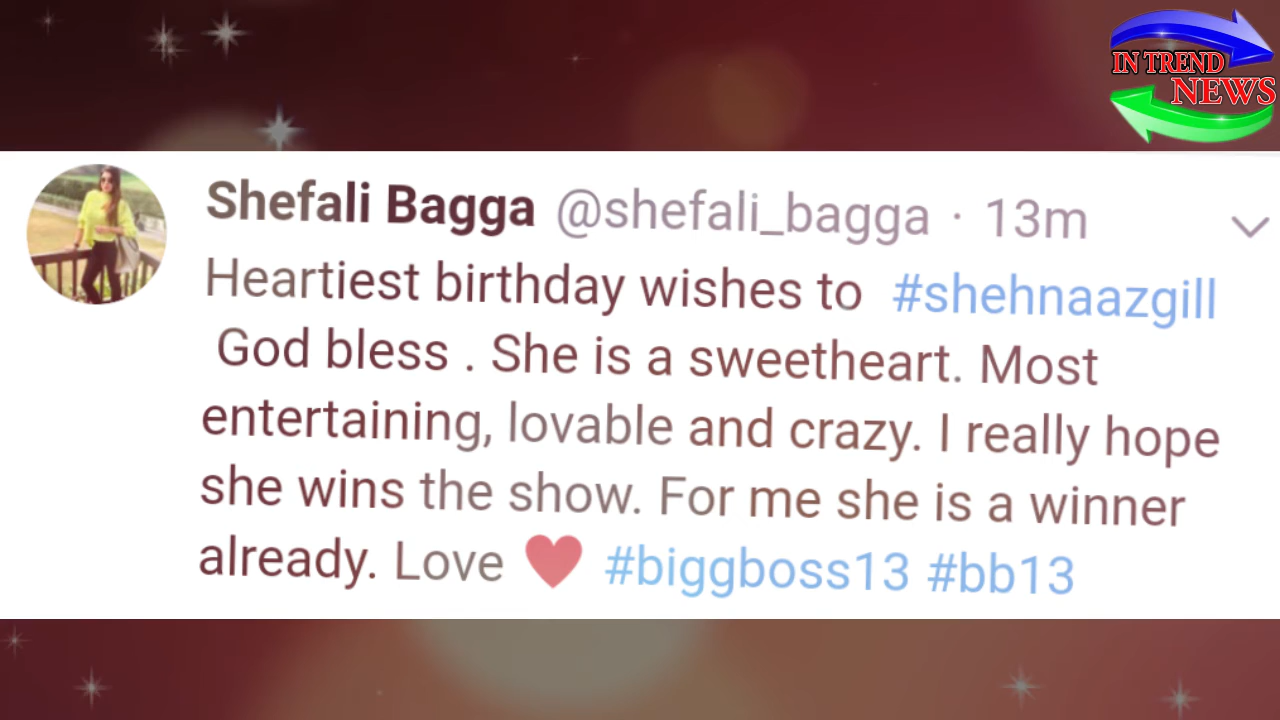 IN TREND
NEWS
Shefali Bagga @shefali_bagga · 13m
Heartiest birthday wishes to #shehnaazgill
God bless . She is a sweetheart. Most
entertaining, lovable and crazy. I really hope
she wins the show. For me she is a winner
already. Love ❤ #biggboss13 #bb13